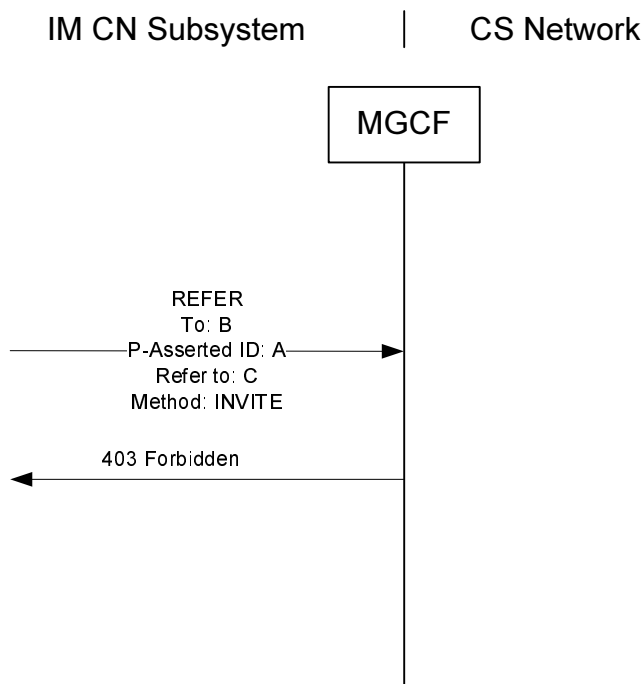 IM CN Subsystem | CS Network
MGCF
REFER
To: B
P-Asserted ID: A
Refer to: C
Method: INVITE
403 Forbidden